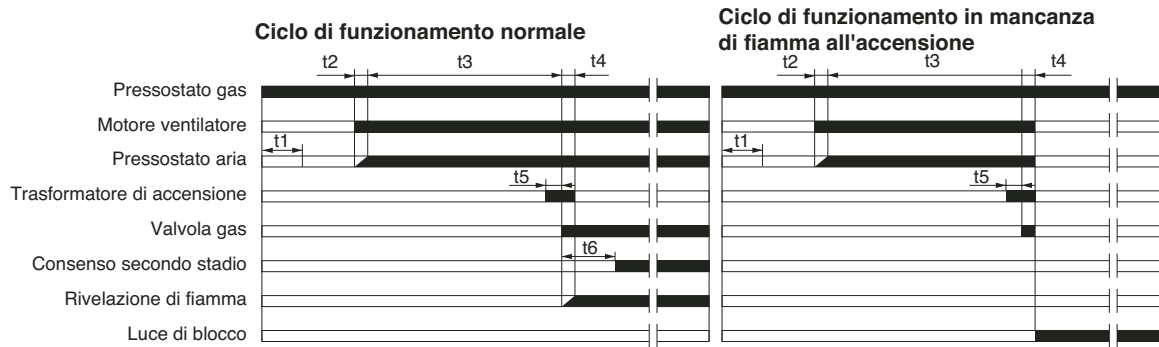 Ciclo di funzionamento normale
Ciclo di funzionamento in mancanza
di fiamma all'accensione
t2 t3 t4 t2 t3 t4
Pressostato gas
Motore ventilatore
t1 t1
Pressostato aria
t5 t5
Trasformatore di accensione
Valvola gas
t6
Consenso secondo stadio
Rivelazione di fiamma
Luce di blocco